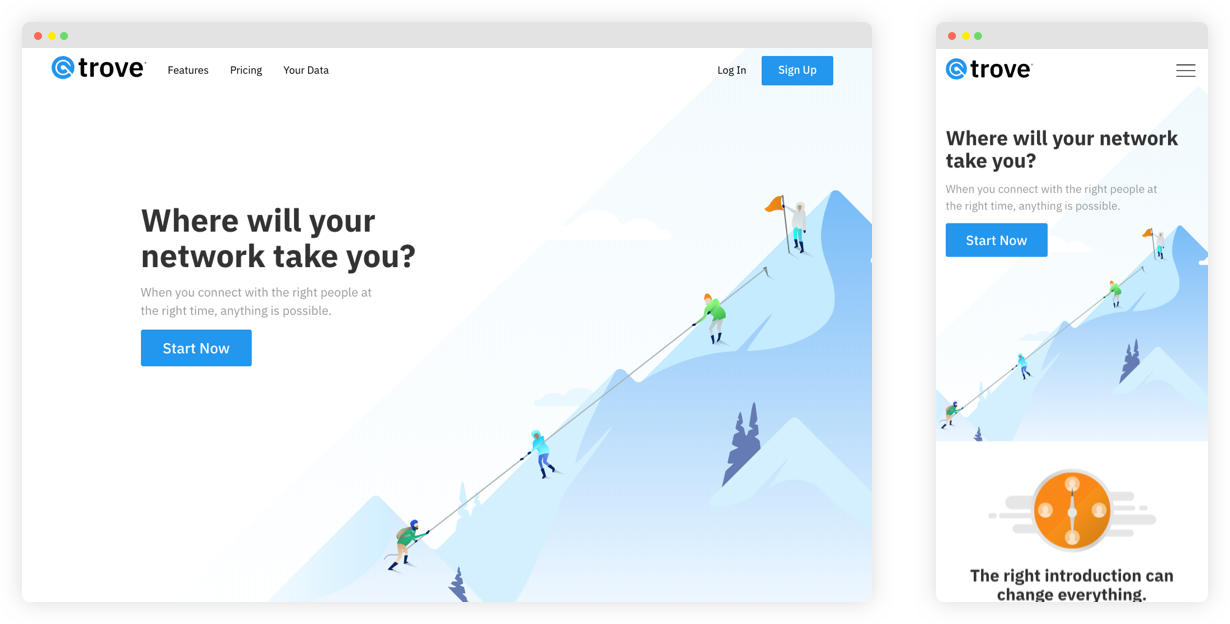 trove
Features Pricing Your Data Log In Sign Up
Where will your
network take you?
When you connect with the right people at
the right time, anything is possible.
Start Now
trove
Where will your network
take you?
When you connect with the right people at
the right time, anything is possible.
Start Now
The right introduction can
change everything.